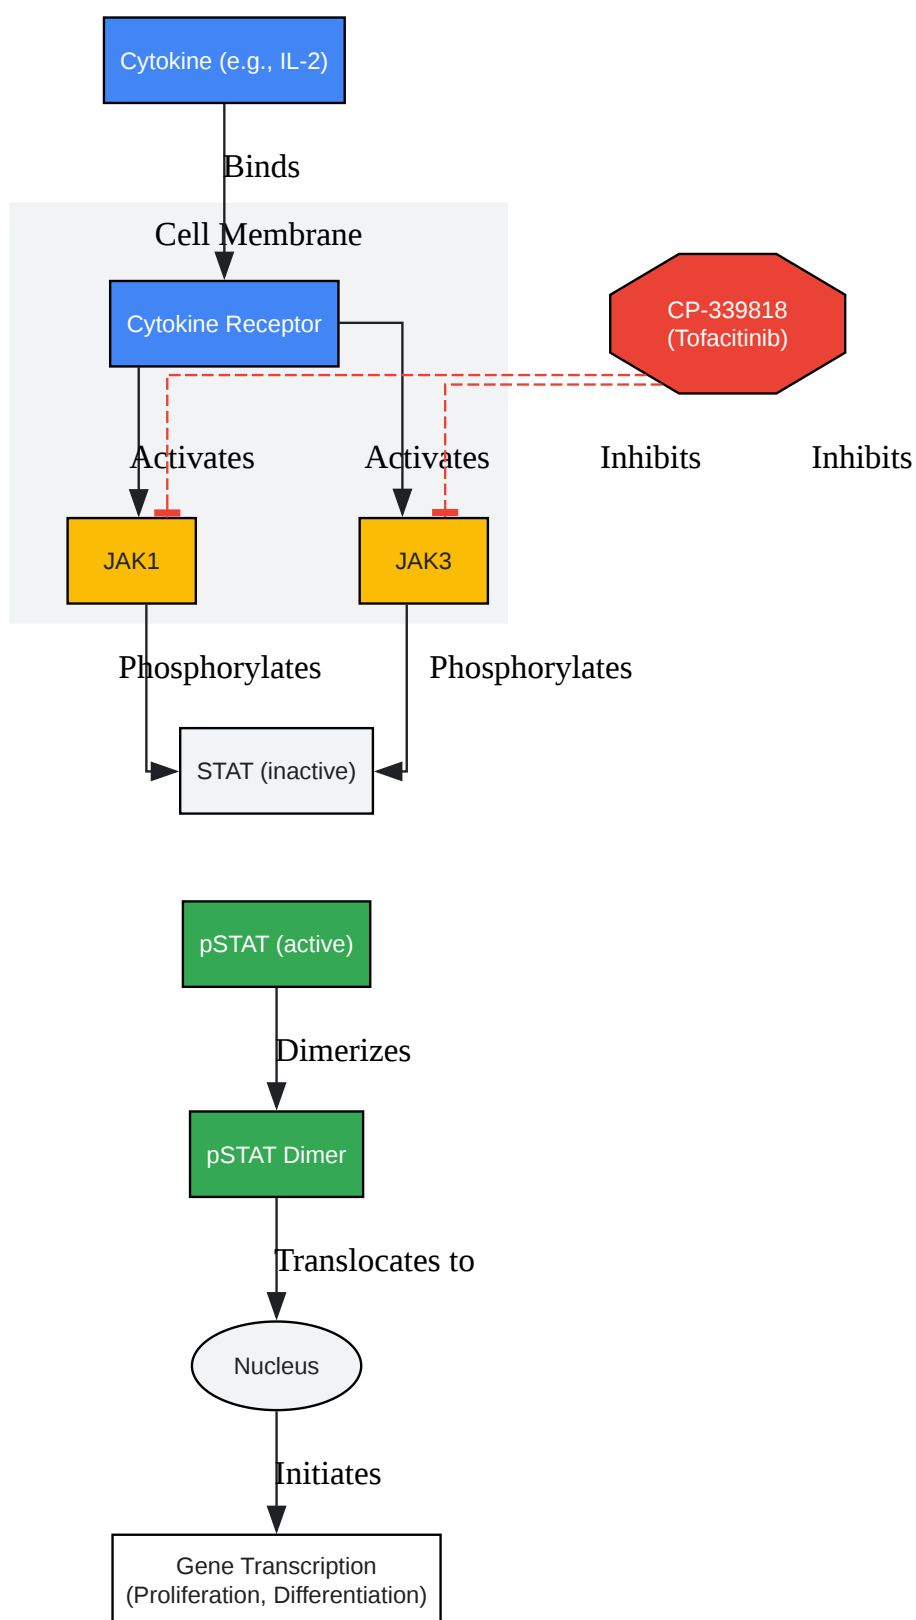 Cytokine (e.g., IL-2)
Binds
Cell Membrane
Cytokine Receptor
CP-339818
(Tofacitinib)
Activates
Activates
Inhibits
Inhibits
JAK1
JAK3
Phosphorylates
Phosphorylates
STAT (inactive)
pSTAT (active)
Dimerizes
pSTAT Dimer
Translocates to
Nucleus
Initiates
Gene Transcription
(Proliferation, Differentiation)